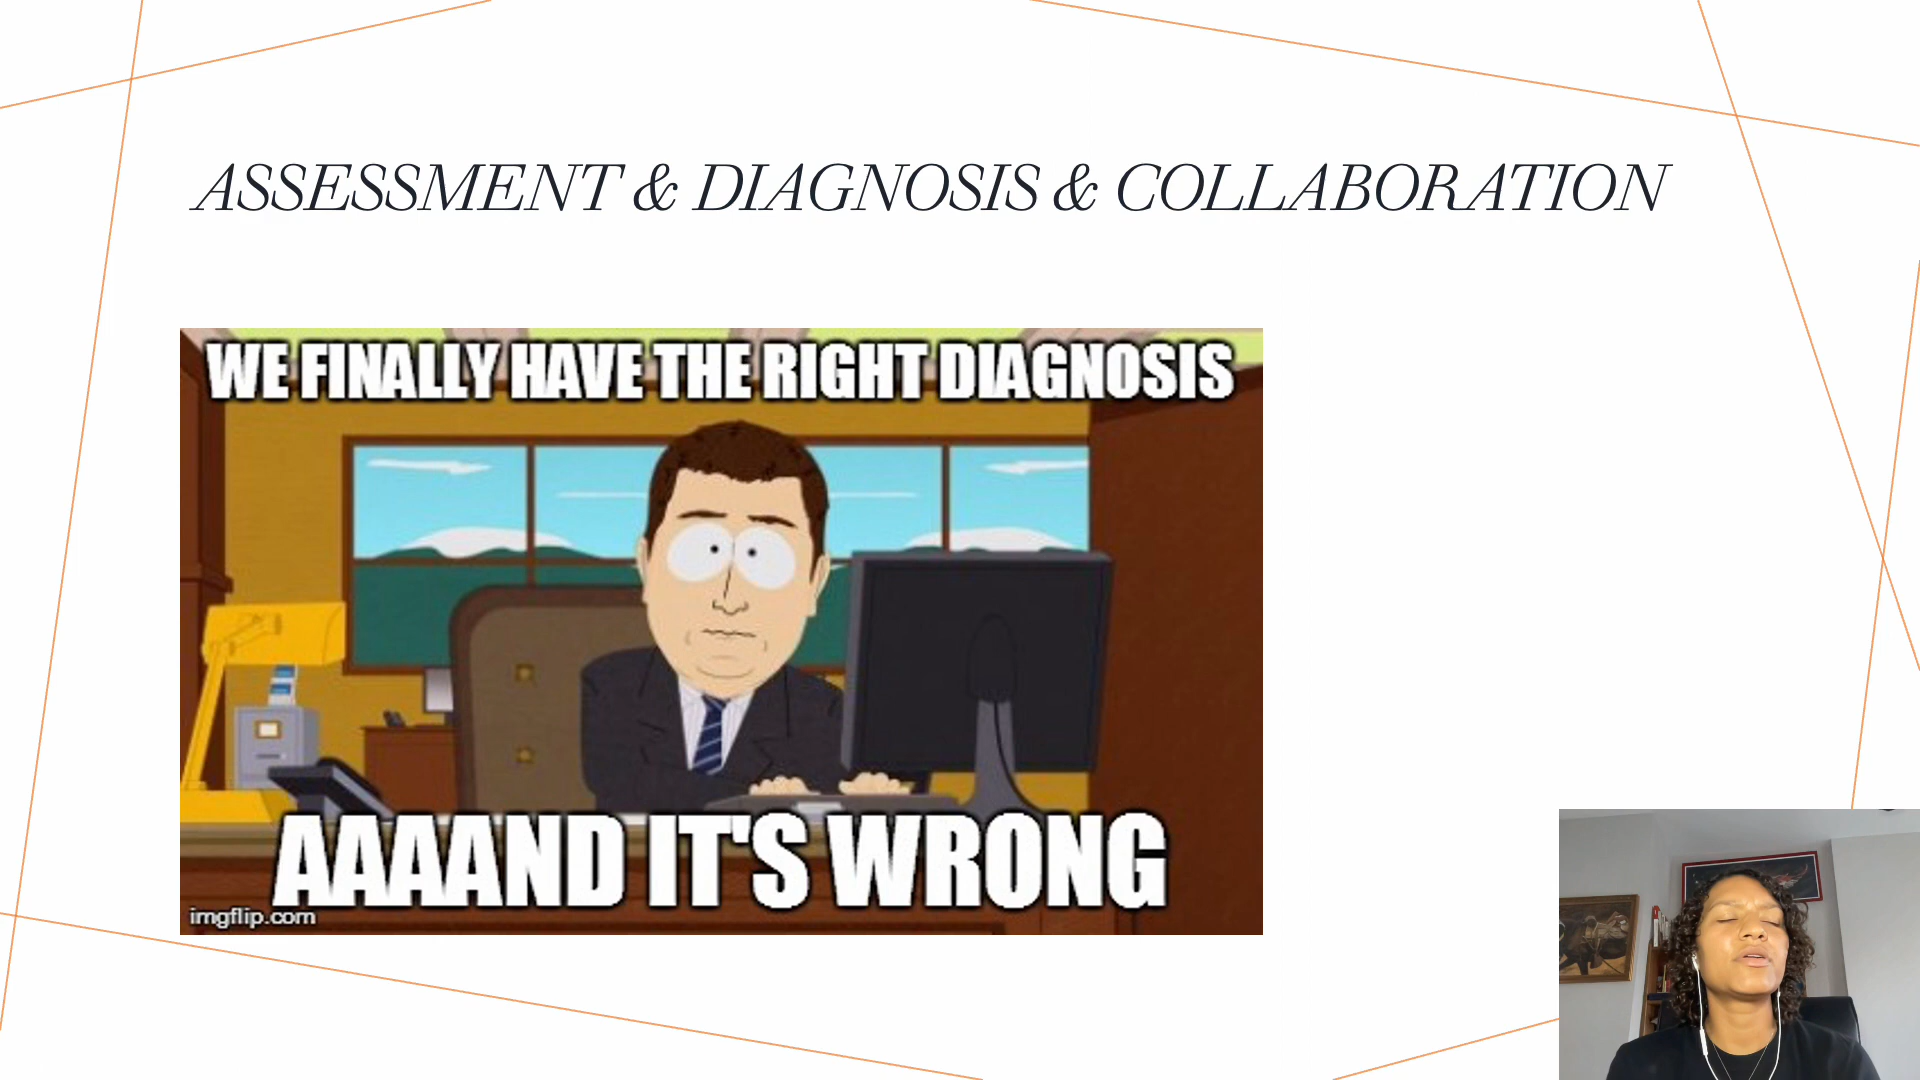 ASSESSMENT & DIAGNOSIS & COLLABORATION
WE FINALLY HAVE THE RIGHT DIAGNOSIS
AAAAND IT'S WRONG
imgflip.com